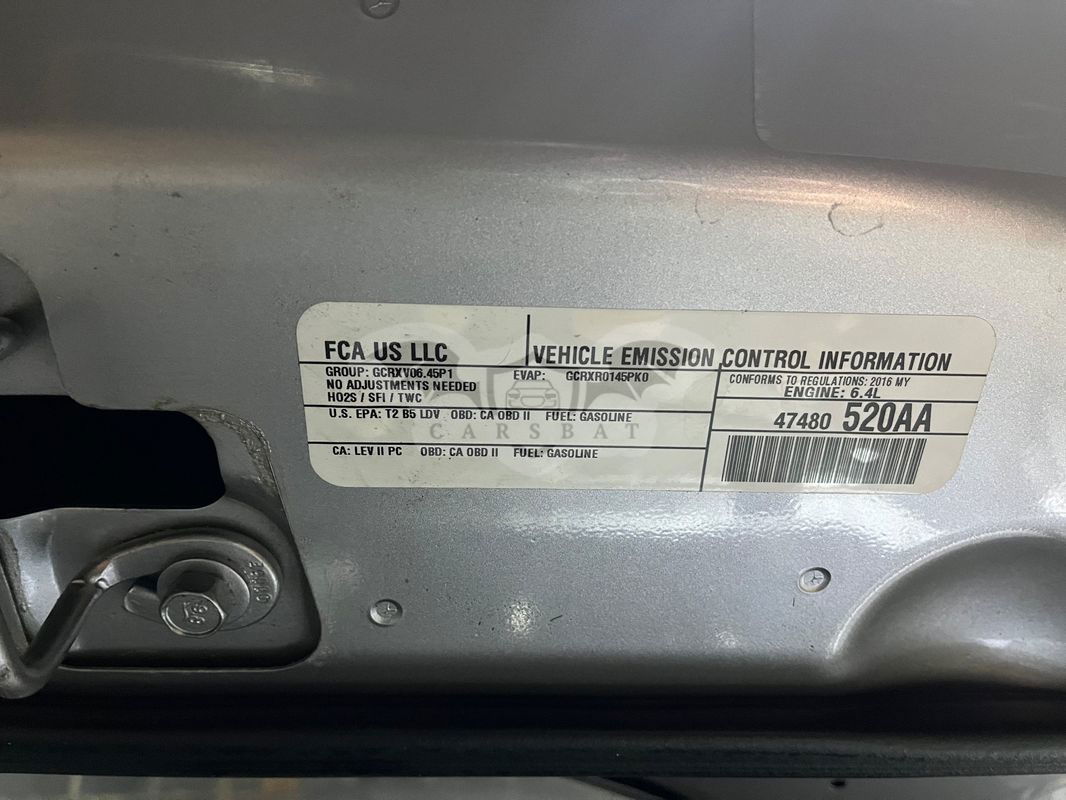 FCA US LLC
VEHICLE EMISSION CONTROL INFORMATION
GROUP: GCRXV06.45P1 EVAP: GCRXR0145PK0
NO ADJUSTMENTS NEEDED
HO2S / SFI / TWC
CONFORMS TO REGULATIONS: 2016 MY
ENGINE: 6.4L
U.S. EPA: T2 B5 LDV OBD: CA OBD II FUEL: GASOLINE
47480 520AA
CARSBAT
CA: LEV II PC OBD: CA OBD II FUEL: GASOLINE